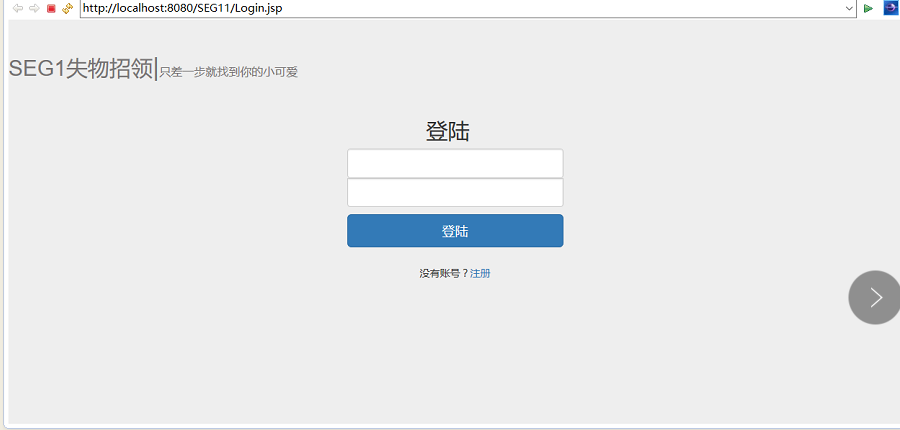 http://localhost:8080/SEG11/Login.jsp
SEG1失物招领|只差一步就找到你的小可爱
登陆
登陆
没有账号？注册